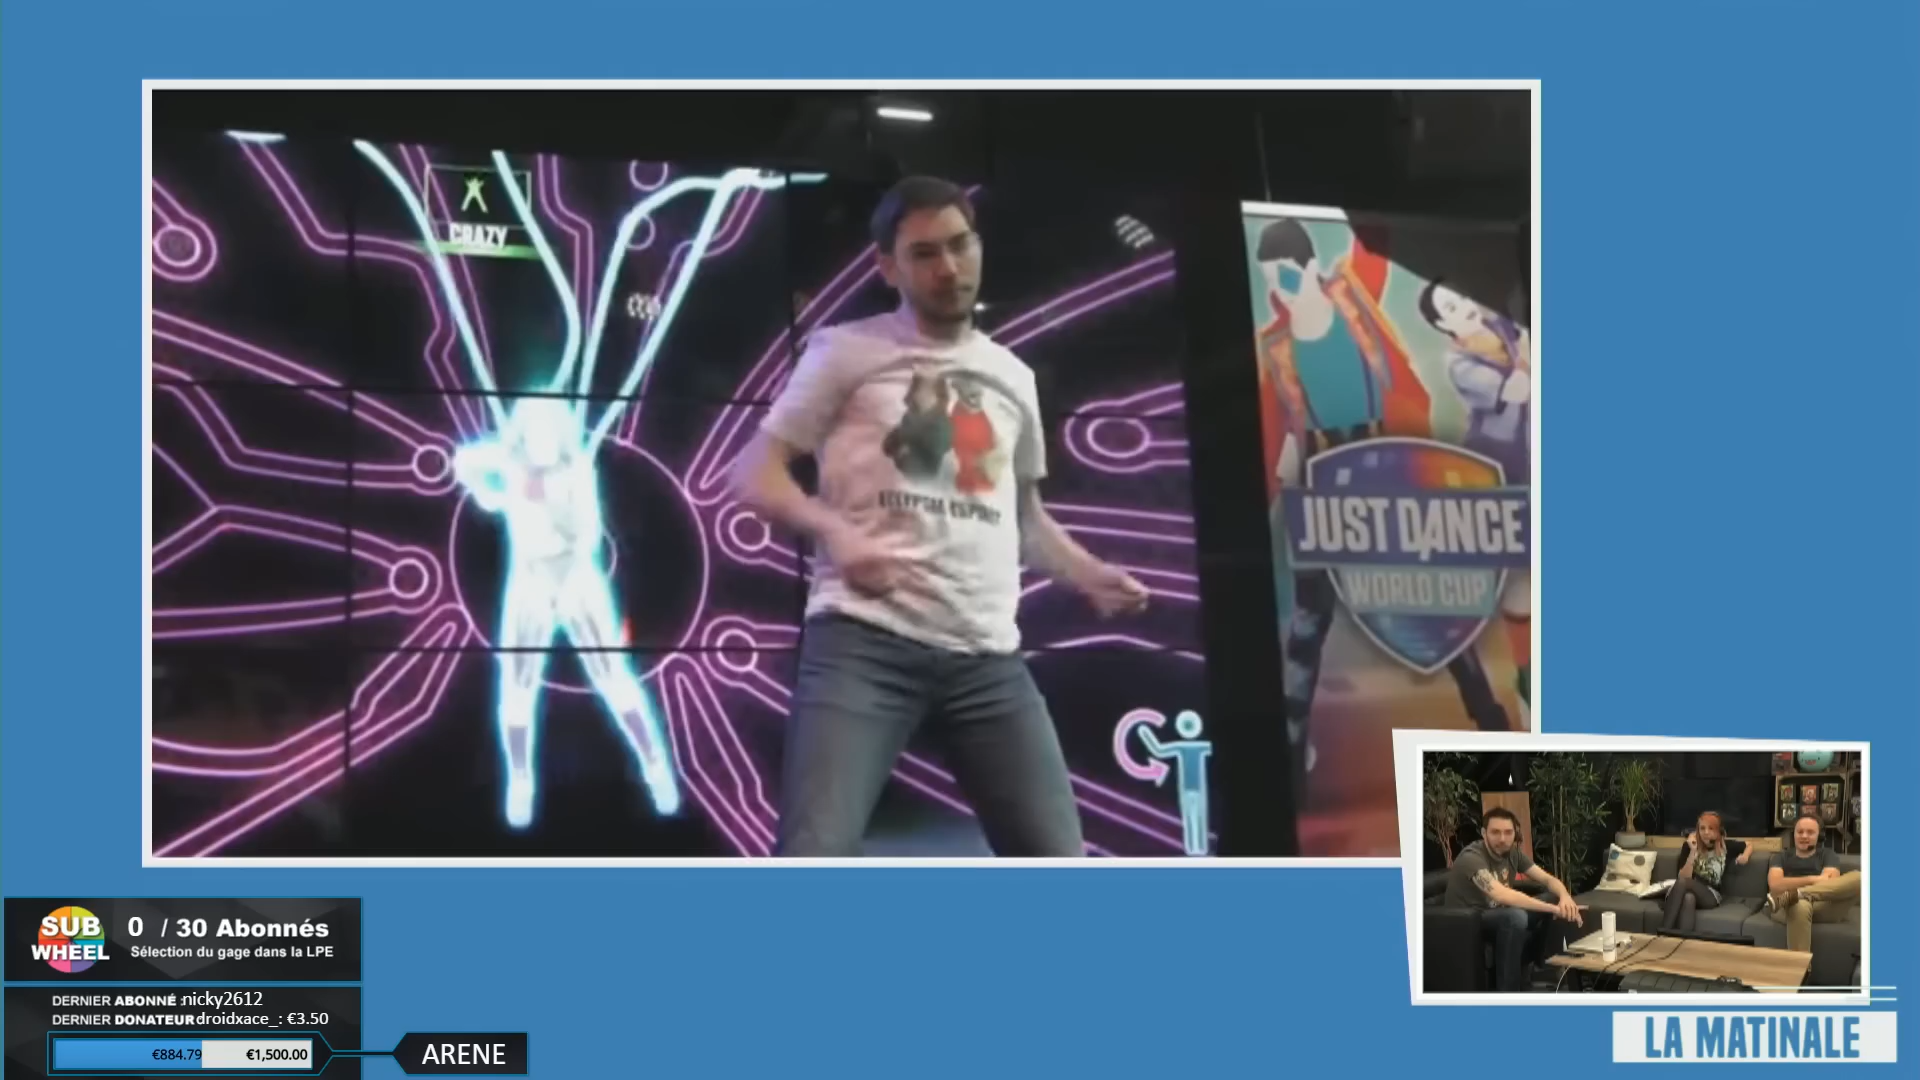 CRAZY
JUST DANCE
WORLD CUP
SUB
WHEEL
0 / 30 Abonnés
Sélection du gage dans la LPE
DERNIER ABONNÉ : nicky2612
DERNIER DONATEUR droidxace_: €3.50
€884.79
€1,500.00
ARENE
LA MATINALE